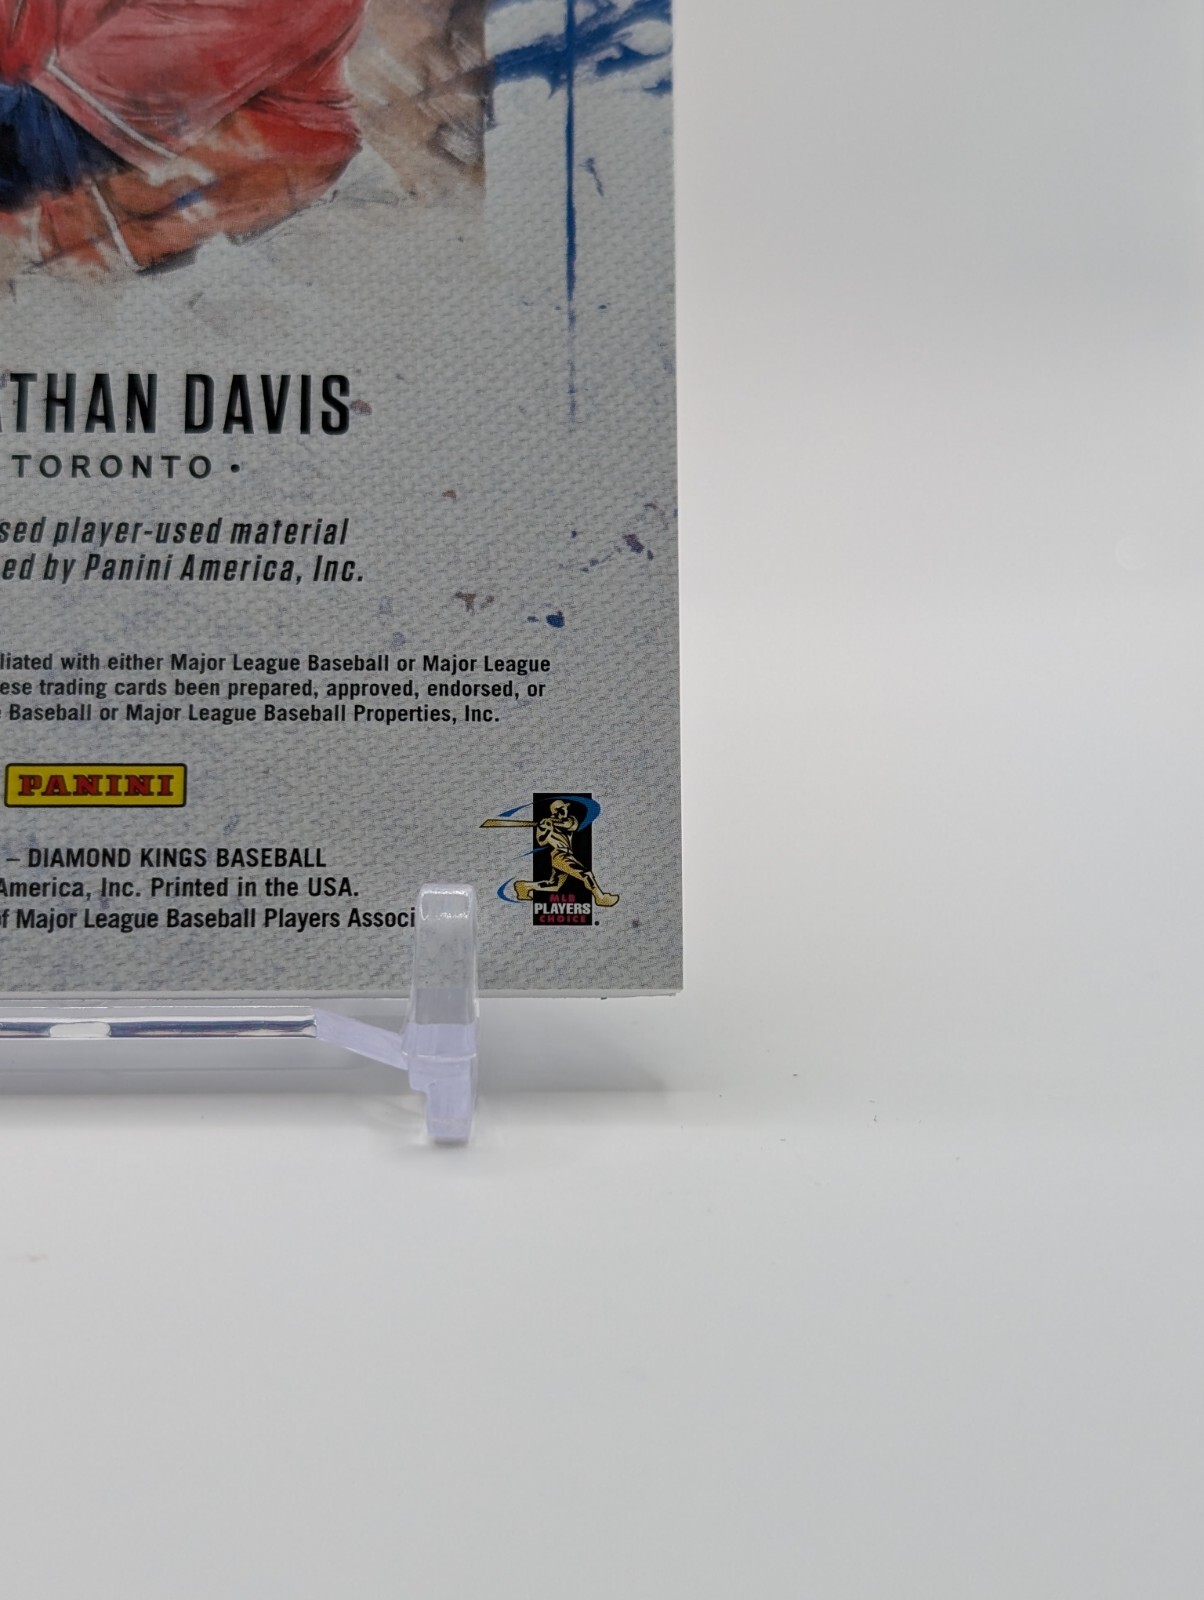 THAN DAVIS
TORONTO •
sed player-used material
ed by Panini America, Inc.
liated with either Major League Baseball or Major League
ese trading cards been prepared, approved, endorsed, or
Baseball or Major League Baseball Properties, Inc.
PANINI
– DIAMOND KINGS BASEBALL
America, Inc. Printed in the USA.
of Major League Baseball Players Associ
MLB
PLAYERS
CHOICE